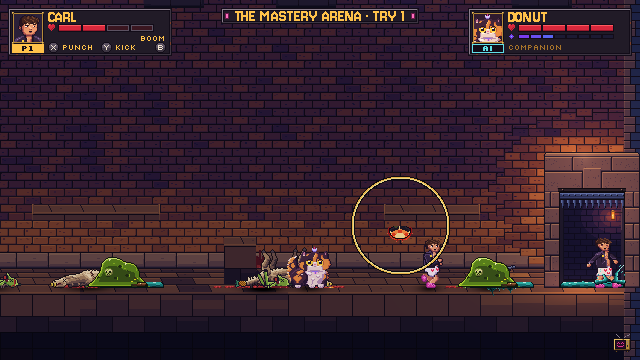 CARL
P1
X PUNCH Y KICK
BOOM
B
THE MASTERY ARENA · TRY 1
DONUT
AI
COMPANION